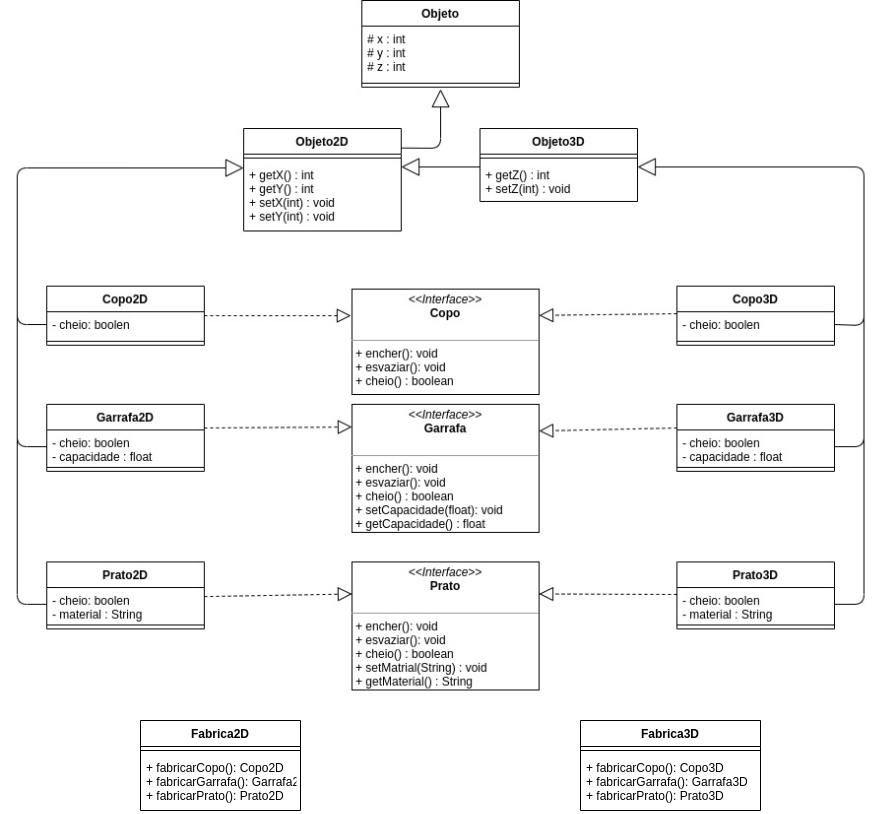 Objeto
# x : int
# y : int
# z : int
Objeto2D
+ getX() : int
+ getY() : int
+ setX(int) : void
+ setY(int) : void
Objeto3D
+ getZ() : int
+ setZ(int) : void
Copo2D
- cheio: boolen
<<Interface>>
Copo
+ encher(): void
+ esvaziar(): void
+ cheio() : boolean
Copo3D
- cheio: boolen
Garrafa2D
- cheio: boolen
- capacidade : float
<<Interface>>
Garrafa
+ encher(): void
+ esvaziar(): void
+ cheio() : boolean
+ setCapacidade(float): void
+ getCapacidade() : float
Garrafa3D
- cheio: boolen
- capacidade : float
Prato2D
- cheio: boolen
- material : String
<<Interface>>
Prato
+ encher(): void
+ esvaziar(): void
+ cheio() : boolean
+ setMatrial(String) : void
+ getMaterial() : String
Prato3D
- cheio: boolen
- material : String
Fabrica2D
+ fabricarCopo(): Copo2D
+ fabricarGarrafa(): Garrafa2
+ fabricarPrato(): Prato2D
Fabrica3D
+ fabricarCopo(): Copo3D
+ fabricarGarrafa(): Garrafa3D
+ fabricarPrato(): Prato3D